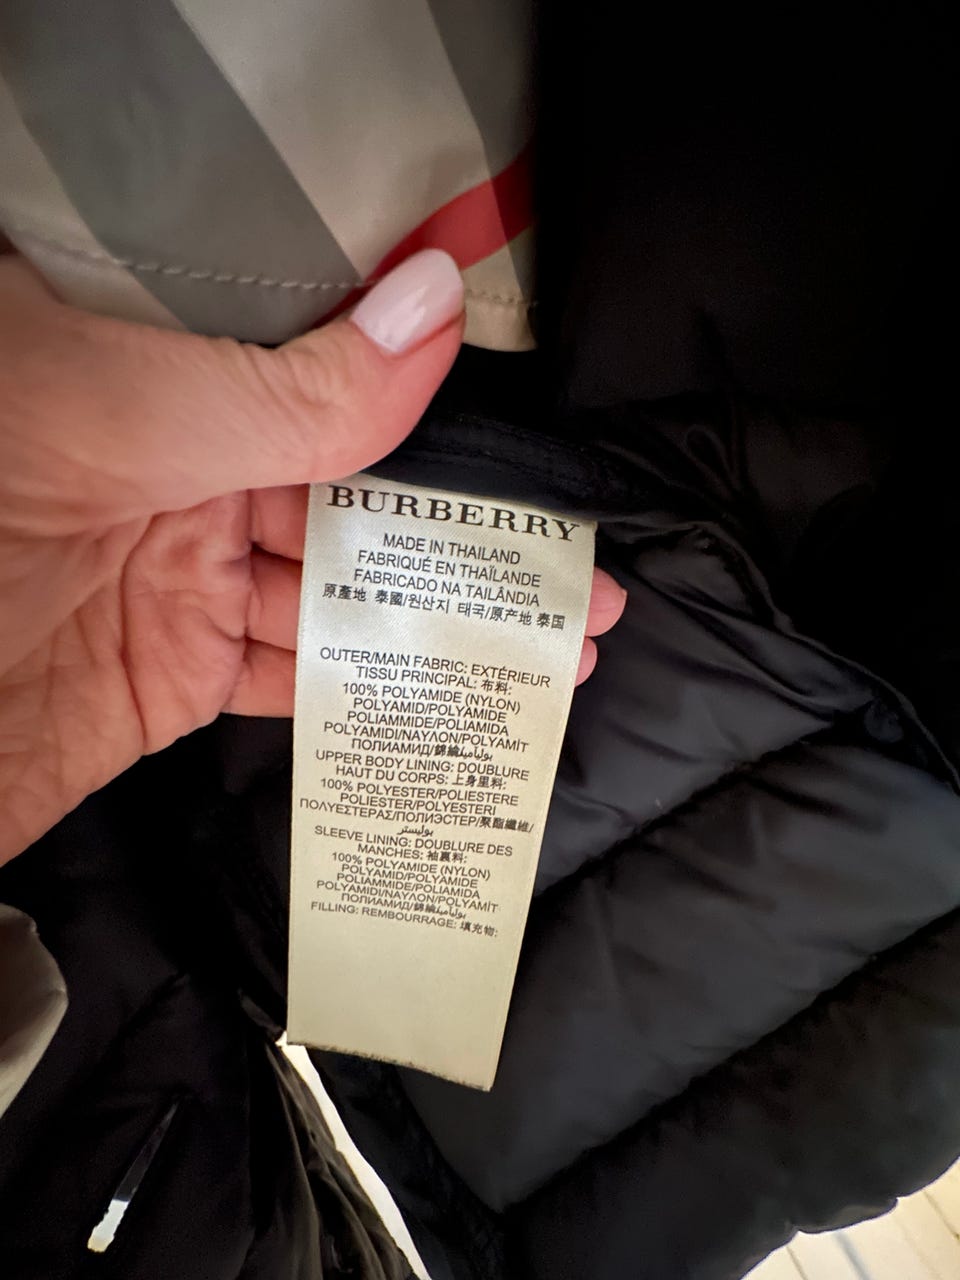 BURBERRY
MADE IN THAILAND
FABRIQUÉ EN THAÏLANDE
FABRICADO NA TAILÂNDIA
原產地 泰國/원산지 태국/原产地 泰国
OUTER/MAIN FABRIC: EXTÉRIEUR
TISSU PRINCIPAL: 布料:
100% POLYAMIDE (NYLON)
POLYAMID/POLYAMIDE
POLIAMMIDE/POLIAMIDA
POLYAMIDI/ΝΑΥΛΟΝ/POLYAMİT
ПОЛИАМИД/錦綸/بولياميد
UPPER BODY LINING: DOUBLURE
HAUT DU CORPS: 上身里料:
100% POLYESTER/POLIESTERE
POLIESTER/POLYESTERI
ΠΟΛΥΕΣΤΕΡΑΣ/ПОЛИЭСТЕР/聚酯纖維/
بوليستر
SLEEVE LINING: DOUBLURE DES
MANCHES: 袖裏料:
100% POLYAMIDE (NYLON)
POLYAMID/POLYAMIDE
POLIAMMIDE/POLIAMIDA
POLYAMIDI/ΝΑΥΛΟΝ/POLYAMİT
ПОЛИАМИД/錦綸/بولياميد
FILLING: REMBOURRAGE: 填充物: